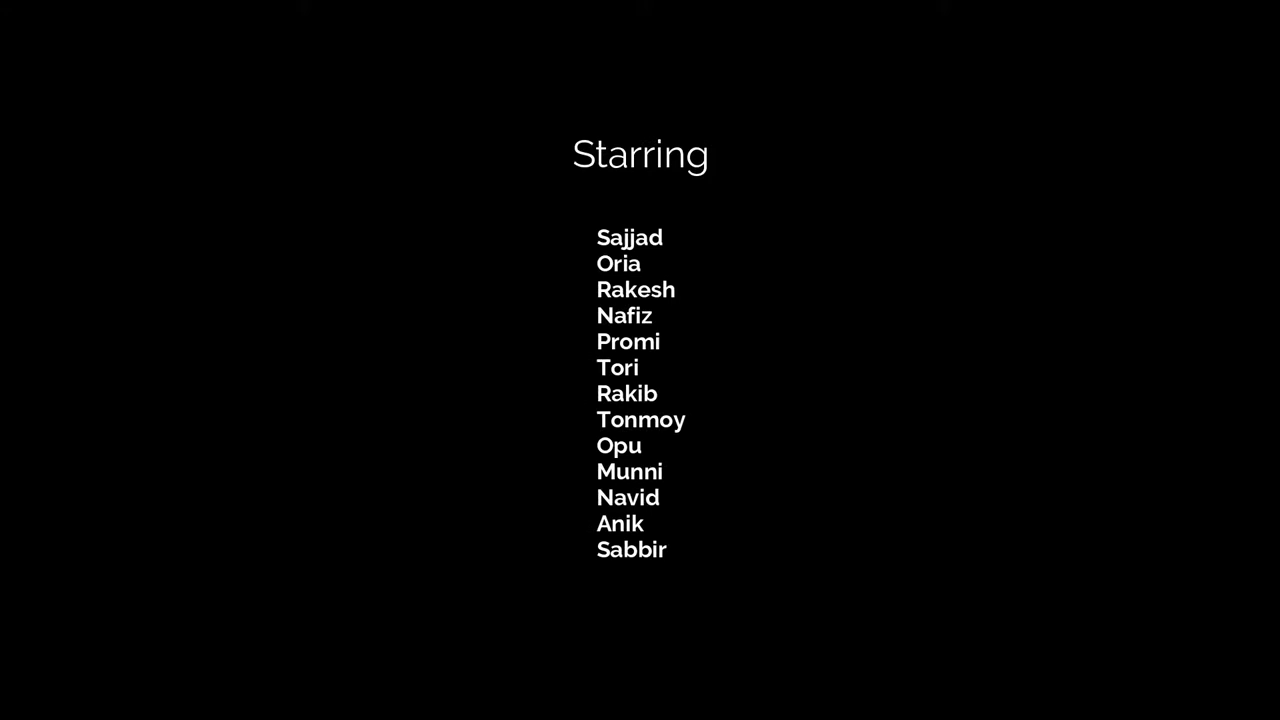 Starring
Sajjad
Oria
Rakesh
Nafiz
Promi
Tori
Rakib
Tonmoy
Opu
Munni
Navid
Anik
Sabbir